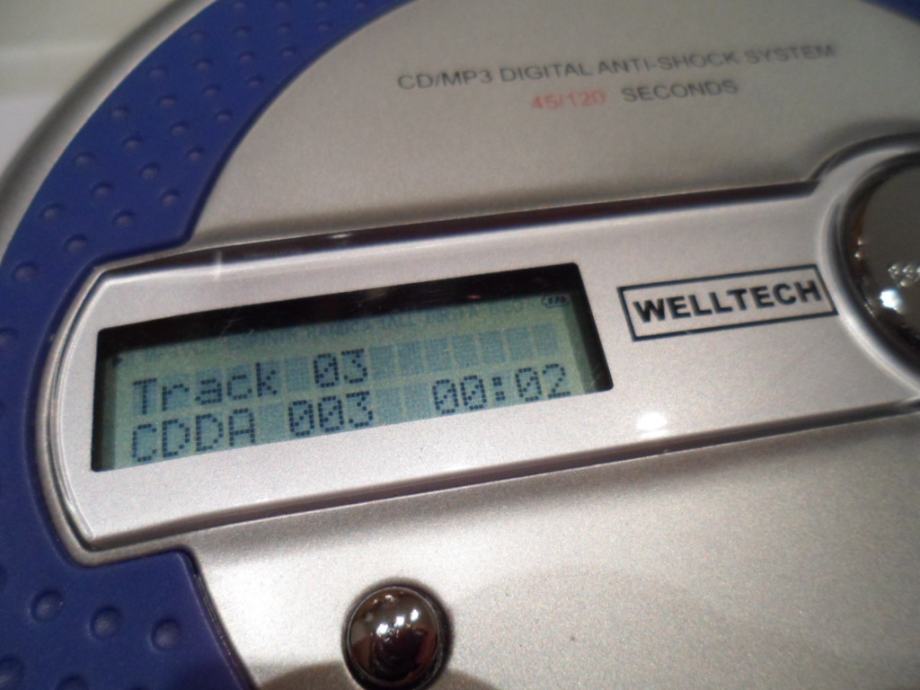 CD/MP3 DIGITAL ANTI-SHOCK SYSTEM
45/120 SECONDS
WELLTECH
Track 03
CDDA 003 00:02